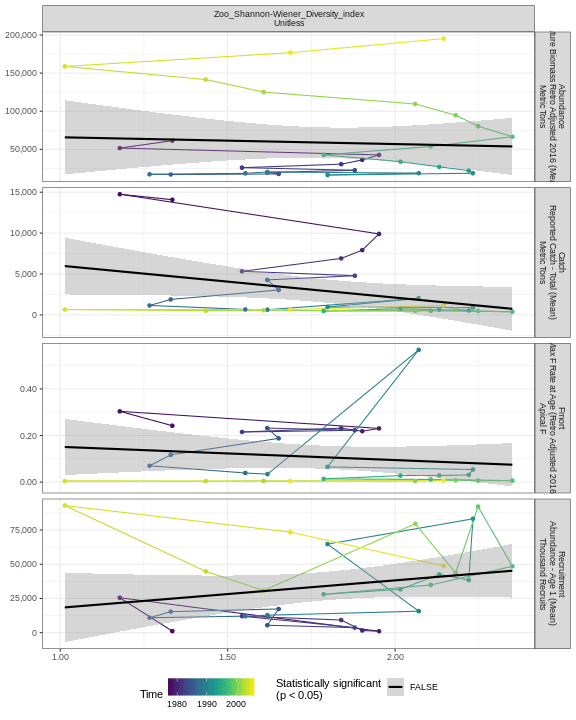 Zoo_Shannon-Wiener_Diversity_index
Unitless
200,000
150,000
100,000
50,000
Abundance
Biomass Retro Adjusted 2016
Metric Tons
15,000
10,000
5,000
0
Catch
Reported Catch - Total (Mean)
Metric Tons
0.40
0.20
0.00
Fmort
F Rate at Age (Retro Adjusted 2016
Apical F
75,000
50,000
25,000
0
Recruitment
Abundance - Age 1 (Mean)
Thousand Recruits
1.00 1.50 2.00
Time
1980 1990 2000
Statistically significant
(p < 0.05)
FALSE